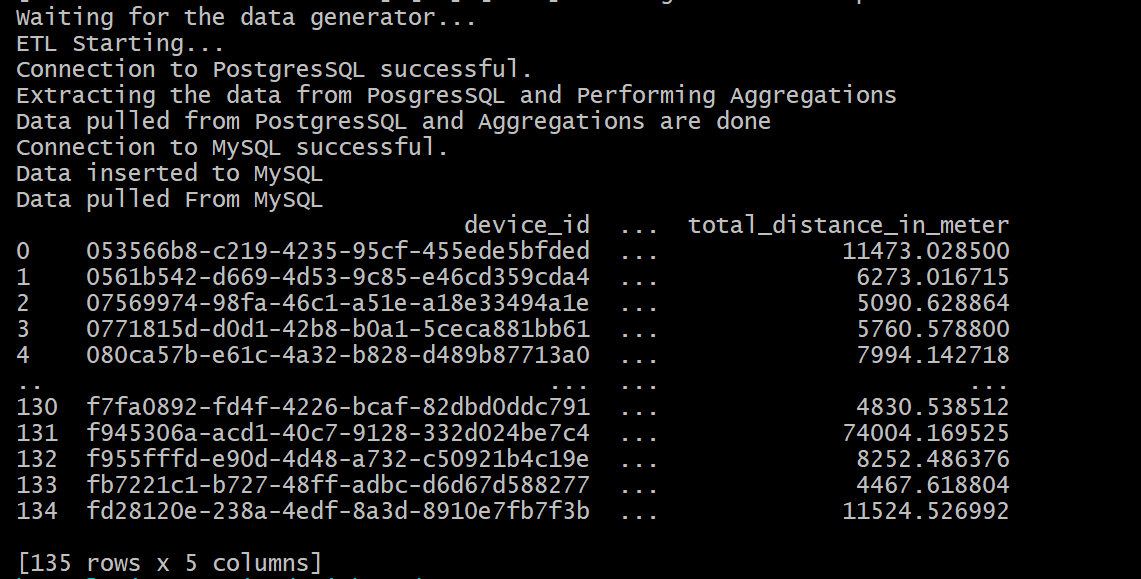 Waiting for the data generator...
ETL Starting...
Connection to PostgresSQL successful.
Extracting the data from PosgresSQL and Performing Aggregations
Data pulled from PostgresSQL and Aggregations are done
Connection to MySQL successful.
Data inserted to MySQL
Data pulled From MySQL
device_id ... total_distance_in_meter
0 053566b8-c219-4235-95cf-455ede5bfded ... 11473.028500
1 0561b542-d669-4d53-9c85-e46cd359cda4 ... 6273.016715
2 07569974-98fa-46c1-a51e-a18e33494a1e ... 5090.628864
3 0771815d-d0d1-42b8-b0a1-5ceca881bb61 ... 5760.578800
4 080ca57b-e61c-4a32-b828-d489b87713a0 ... 7994.142718
.. ... ... ...
130 f7fa0892-fd4f-4226-bcaf-82dbd0ddc791 ... 4830.538512
131 f945306a-acd1-40c7-9128-332d024be7c4 ... 74004.169525
132 f955fffd-e90d-4d48-a732-c50921b4c19e ... 8252.486376
133 fb7221c1-b727-48ff-adbc-d6d67d588277 ... 4467.618804
134 fd28120e-238a-4edf-8a3d-8910e7fb7f3b ... 11524.526992
[135 rows x 5 columns]